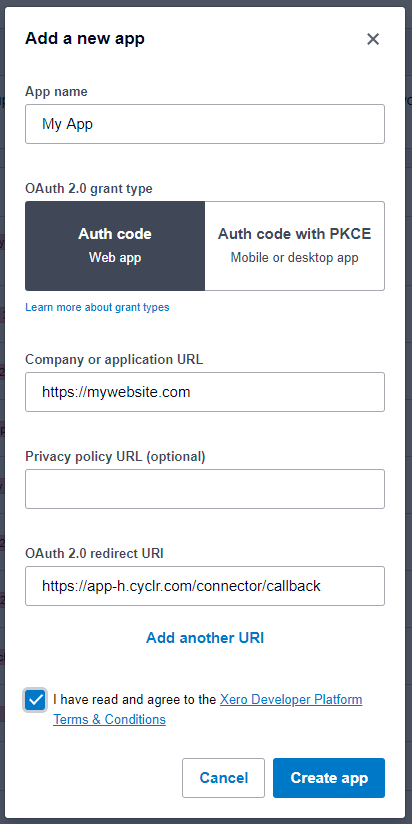 Add a new app
App name
My App
OAuth 2.0 grant type
Auth code
Web app
Auth code with PKCE
Mobile or desktop app
Learn more about grant types
Company or application URL
https://mywebsite.com
Privacy policy URL (optional)
OAuth 2.0 redirect URI
https://app-h.cyclr.com/connector/callback
Add another URI
I have read and agree to the Xero Developer Platform
Terms & Conditions
Cancel
Create app